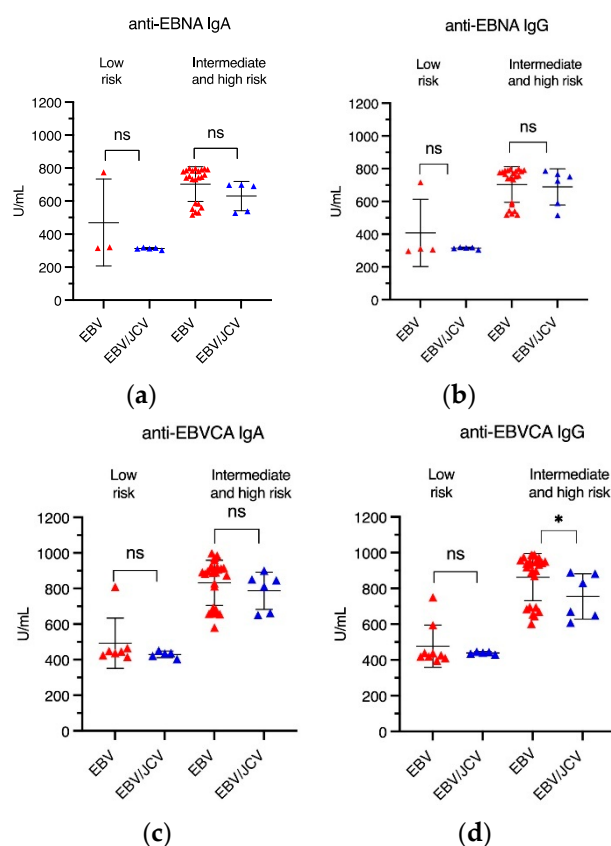 anti-EBNA IgA
Low
risk
Intermediate
and high risk
ns
ns
U/mL
1200
1000
800
600
400
200
0
EBV
EBV/JCV
EBV
EBV/JCV
(a)
anti-EBNA IgG
Low
risk
Intermediate
and high risk
ns
ns
U/mL
1200
1000
800
600
400
200
0
EBV
EBV/JCV
EBV
EBV/JCV
(b)
anti-EBVCA IgA
Low
risk
Intermediate
and high risk
ns
ns
U/mL
1200
1000
800
600
400
200
0
EBV
EBV/JCV
EBV
EBV/JCV
(c)
anti-EBVCA IgG
Low
risk
Intermediate
and high risk
ns
*
U/mL
1200
1000
800
600
400
200
0
EBV
EBV/JCV
EBV
EBV/JCV
(d)